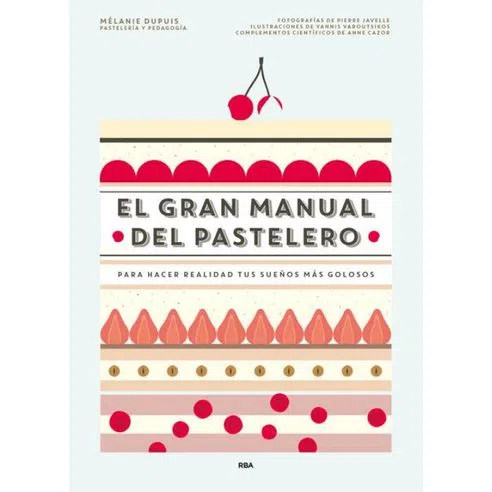 MÉLANIE DUPUIS
PASTELERÍA Y PEDAGOGÍA
FOTOGRAFÍAS DE PIERRE JAVELLE
ILUSTRACIONES DE YANNIS VAROUTSIKOS
COMPLEMENTOS CIENTÍFICOS DE ANNE CAZOR
EL GRAN MANUAL
DEL PASTELERO
PARA HACER REALIDAD TUS SUEÑOS MÁS GOLOSOS
RBA